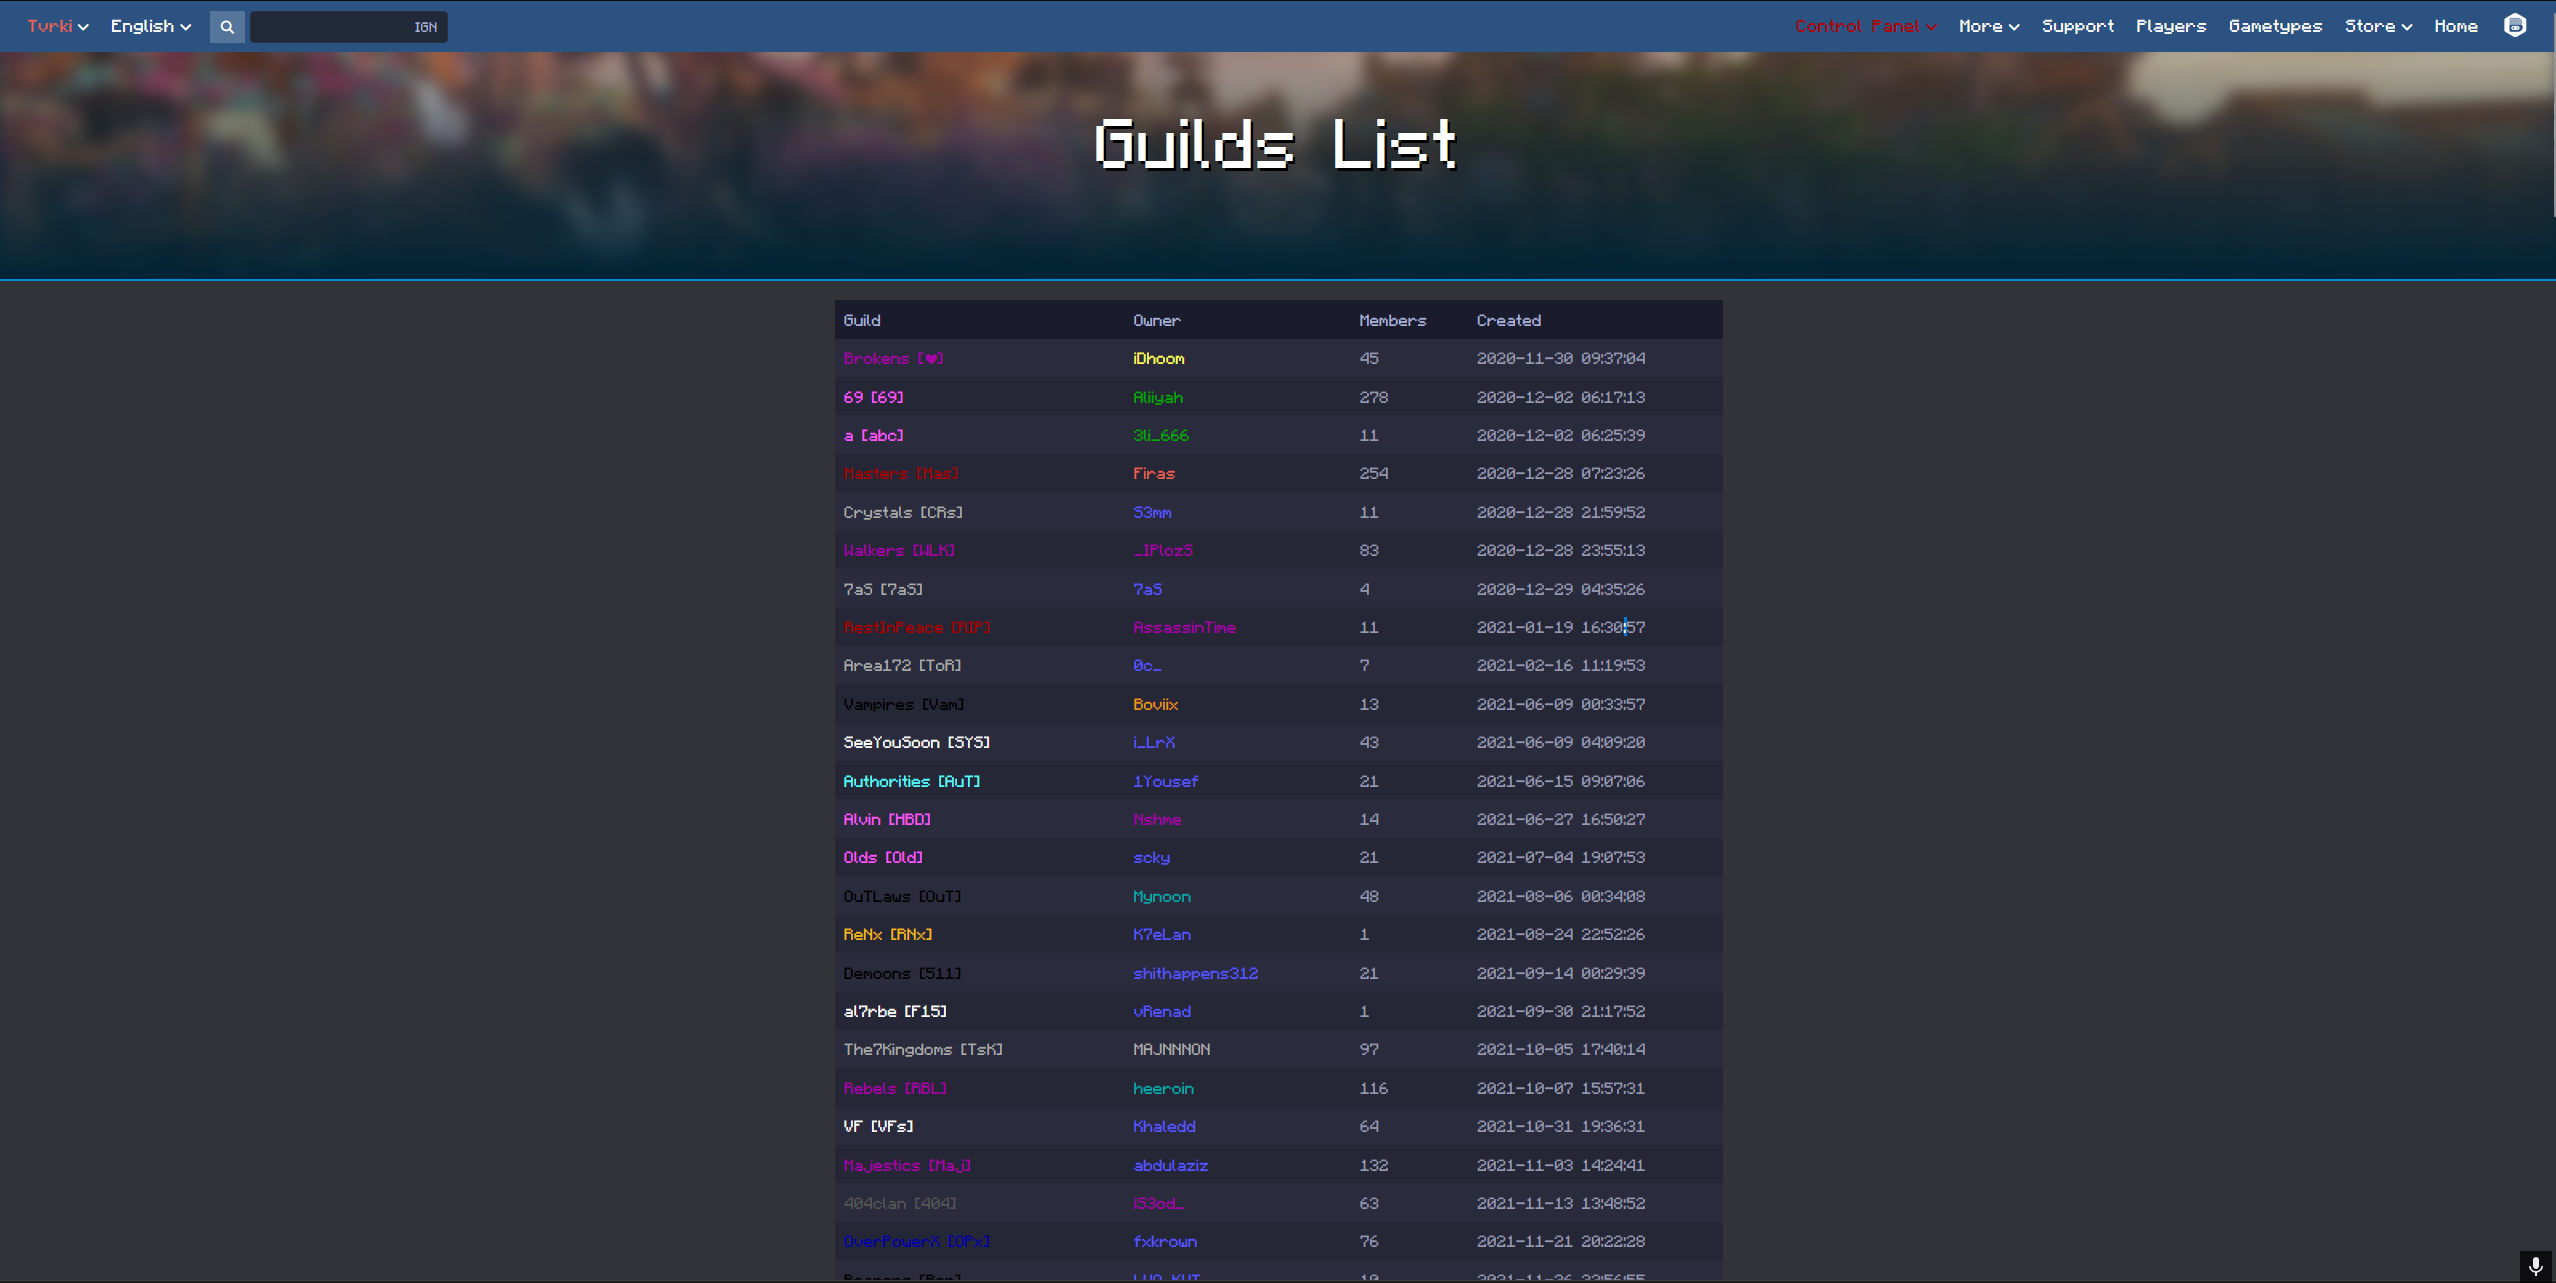 Tvrki English IGN Control Panel More Support Players Gametypes Store Home
Guilds List
Guild Owner Members Created
Brokens [❤] iDhoom 45 2020-11-30 09:37:04
69 [69] Aliiyah 278 2020-12-02 06:17:13
a [abc] 3li_666 11 2020-12-02 06:25:39
Masters [Mas] Firas 254 2020-12-28 07:23:26
Crystals [CRs] S3mm 11 2020-12-28 21:59:52
Walkers [WLK] _IPlozS 83 2020-12-28 23:55:13
7aS [7aS] 7aS 4 2020-12-29 04:35:26
RestInPeace [RIP] AssassinTime 11 2021-01-19 16:30:57
Area172 [ToR] 0c_ 7 2021-02-16 11:19:53
Vampires [Vam] Boviix 13 2021-06-09 00:33:57
SeeYouSoon [SYS] i_LrX 43 2021-06-09 04:09:20
Authorities [AuT] 1Yousef 21 2021-06-15 09:07:06
Alvin [HBD] Nshme 14 2021-06-27 16:50:27
Olds [Old] scky 21 2021-07-04 19:07:53
OuTLaws [OuT] Mynoon 48 2021-08-06 00:34:08
ReNx [RNx] K7eLan 1 2021-08-24 22:52:26
Demoons [511] shithappens312 21 2021-09-14 00:29:39
al7rbe [F15] vRenad 1 2021-09-30 21:17:52
The7Kingdoms [TsK] MAJNNNON 97 2021-10-05 17:40:14
Rebels [RBL] heeroin 116 2021-10-07 15:57:31
VF [VFs] Khaledd 64 2021-10-31 19:36:31
Majestics [Maj] abdulaziz 132 2021-11-03 14:24:41
404clan [404] iS3od_ 63 2021-11-13 13:48:52
OverPowerX [OPx] fxkrown 76 2021-11-21 20:22:28